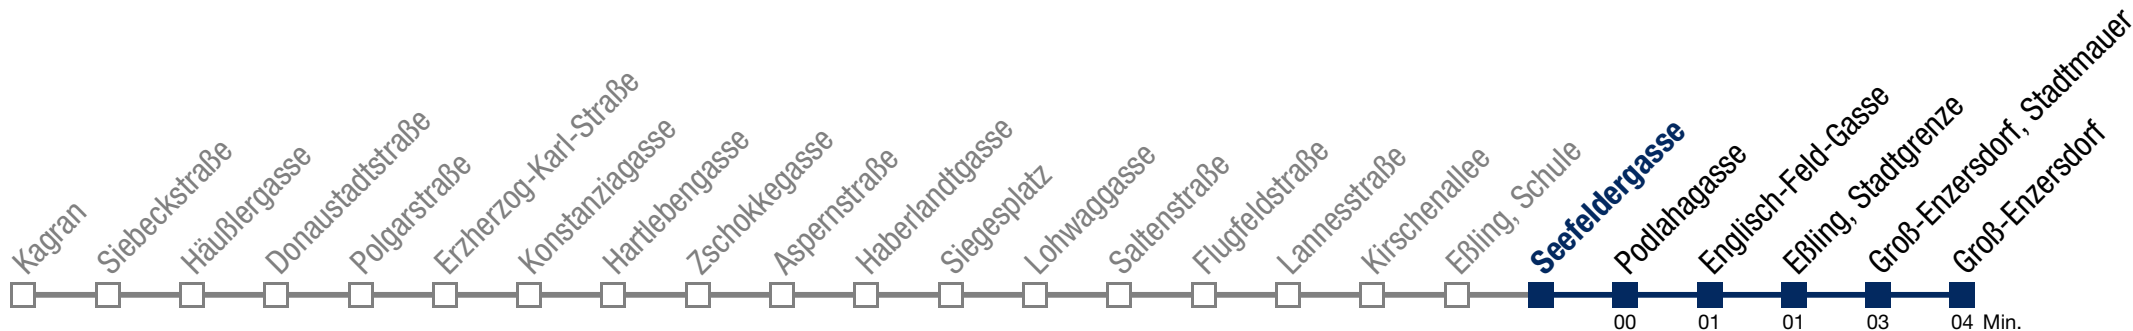 Kagran
Siebeckstraße
Häußlergasse
Donaustadtstraße
Polgarstraße
Erzherzog-Karl-Straße
Konstanziagasse
Hartlebengasse
Zschokkegasse
Aspernstraße
Haberlandtgasse
Siegesplatz
Lohwaggasse
Saltenstraße
Flugfeldstraße
Lannesstraße
Kirschenallee
Eßling, Schule
Seefeldergasse
Podlahagasse
Englisch-Feld-Gasse
Eßling, Stadtgrenze
Groß-Enzersdorf, Stadtmauer
Groß-Enzersdorf
00 01 01 03 04 Min.